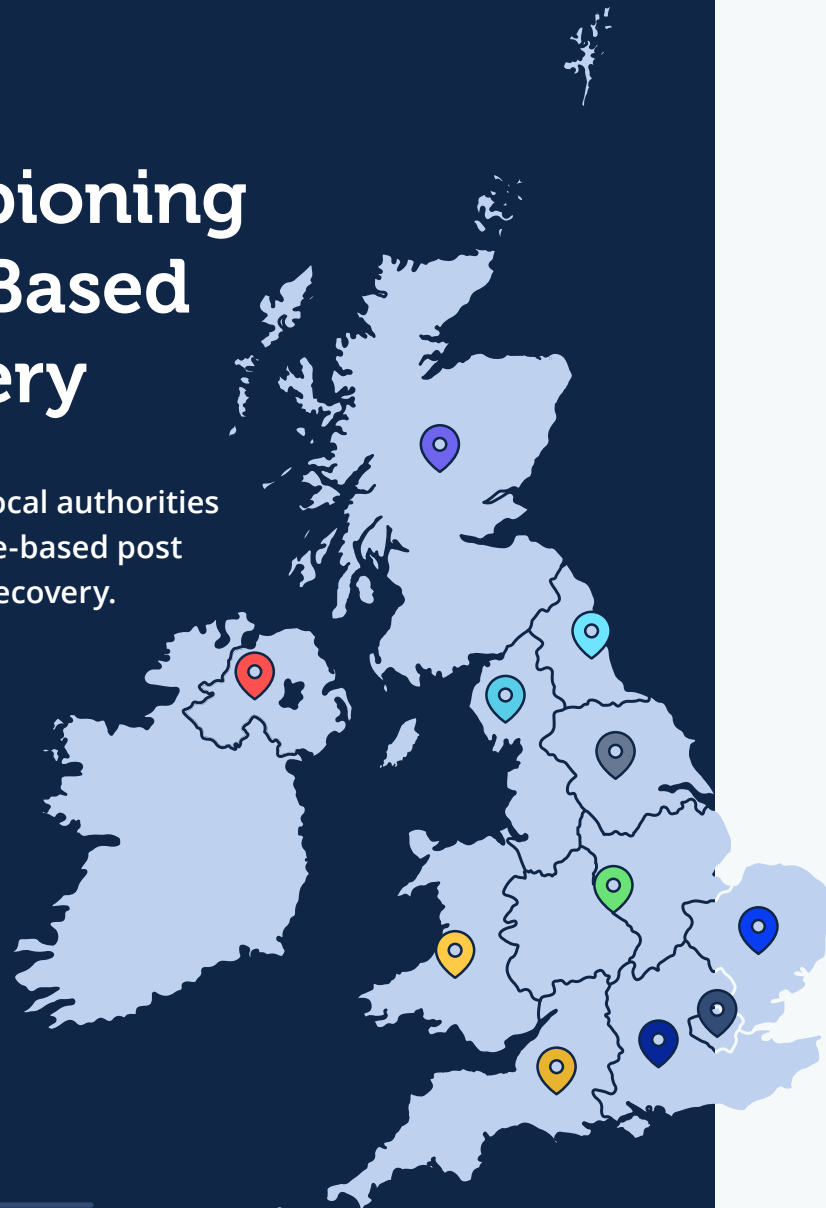 pioning
Based
ery
ocal authorities
e-based post
ecovery.